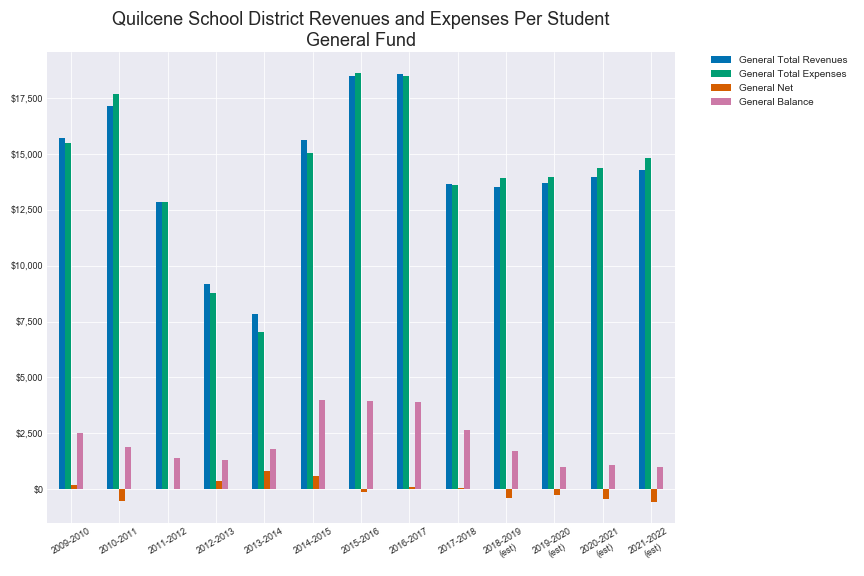 Quilcene School District Revenues and Expenses Per Student
General Fund
General Total Revenues
General Total Expenses
General Net
General Balance
$17,500
$15,000
$12,500
$10,000
$7,500
$5,000
$2,500
$0
2009-2010
2010-2011
2011-2012
2012-2013
2013-2014
2014-2015
2015-2016
2016-2017
2017-2018
2018-2019
(est)
2019-2020
(est)
2020-2021
(est)
2021-2022
(est)